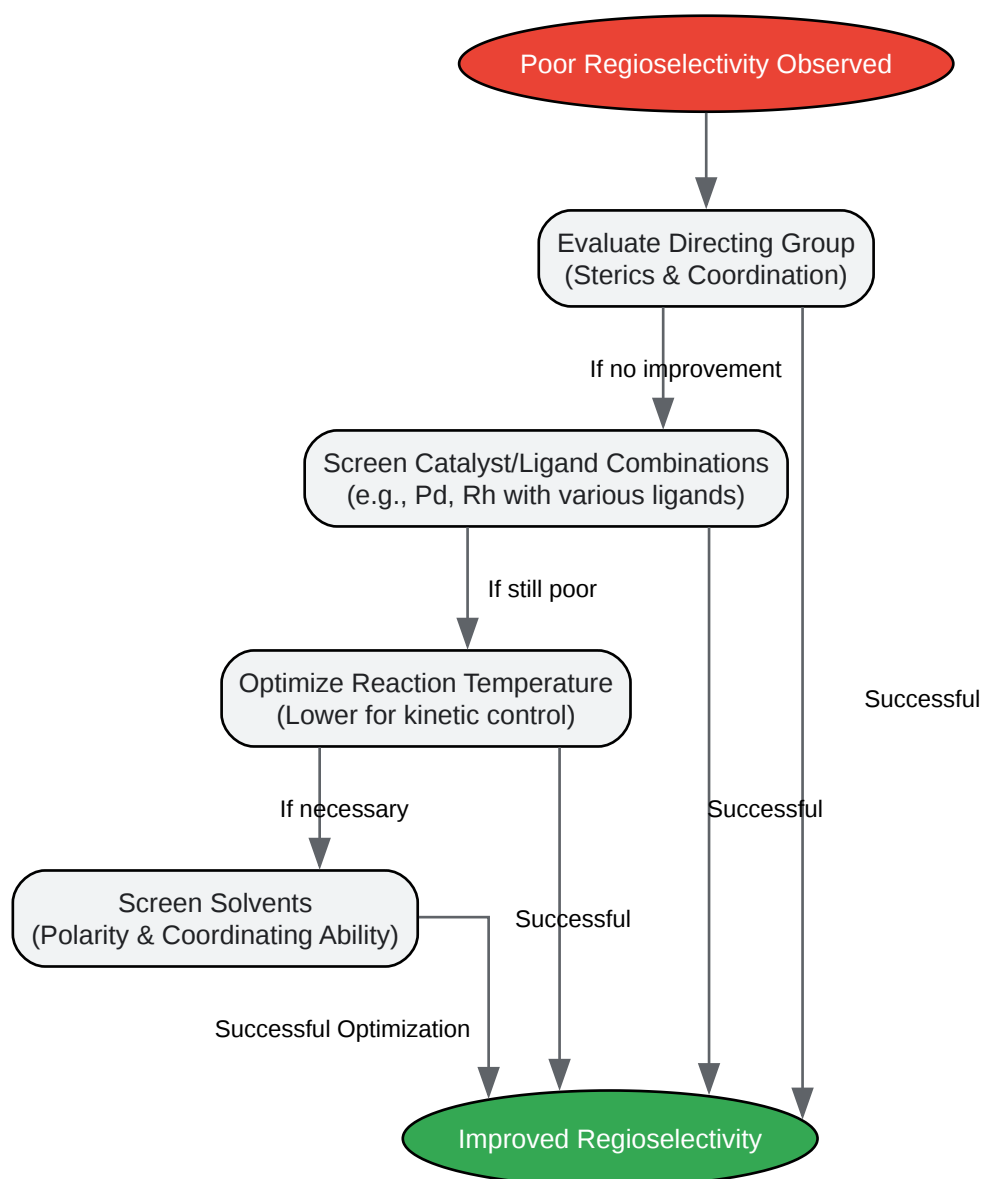 Poor Regioselectivity Observed
Evaluate Directing Group
(Sterics & Coordination)
If no improvement
Screen Catalyst/Ligand Combinations
(e.g., Pd, Rh with various ligands)
If still poor
Optimize Reaction Temperature
(Lower for kinetic control)
Successful
If necessary
Successful
Screen Solvents
(Polarity & Coordinating Ability)
Successful
Successful Optimization
Improved Regioselectivity